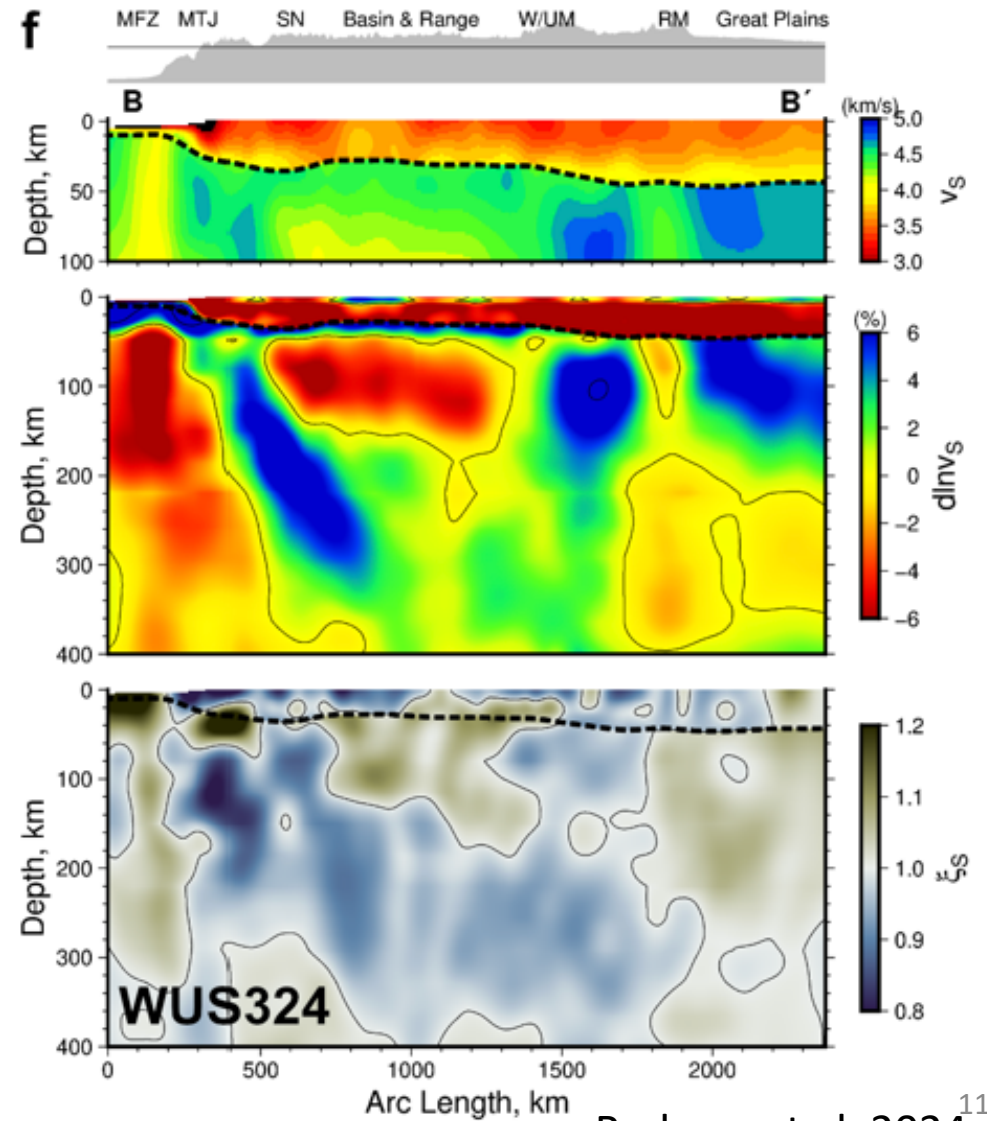 f
MFZ MTJ SN Basin & Range W/UM RM Great Plains
B B´
(km/s)
0
50
100
Depth, km
5.0
4.5
4.0
3.5
3.0
vS
(%)
0
100
200
300
400
Depth, km
6
4
2
0
−2
−4
−6
dlnvS
0
100
200
300
400
Depth, km
1.2
1.1
1.0
0.9
0.8
ξS
WUS324
0 500 1000 1500 2000
Arc Length, km
11